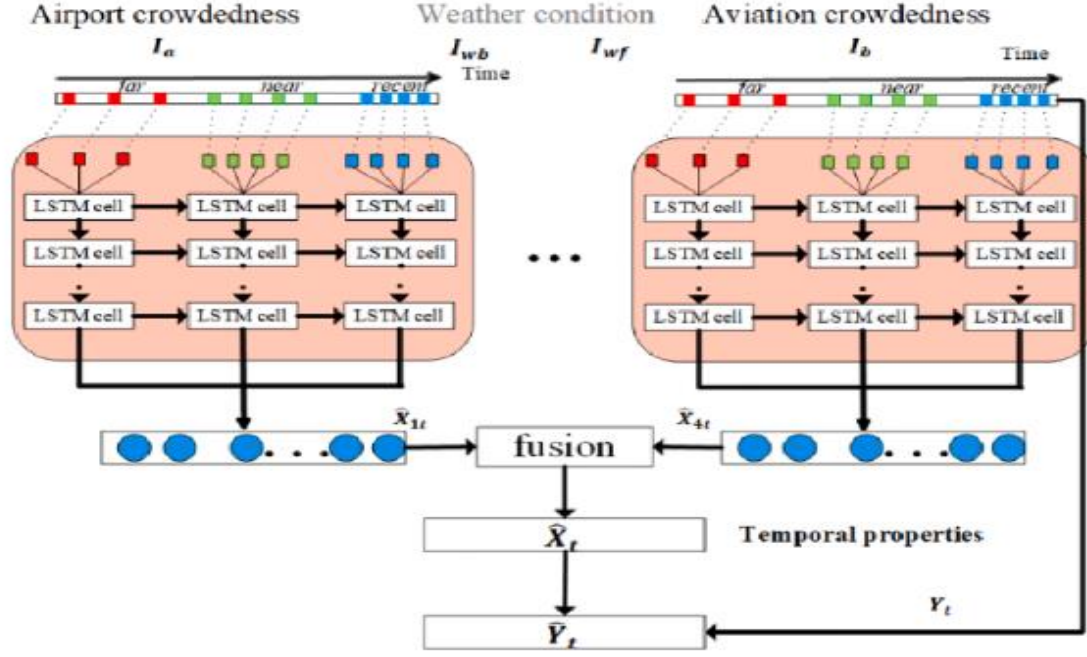 Airport crowdedness Weather condition Aviation crowdedness
I_a I_wb I_wf I_b
Time Time
far near recent far near recent
LSTM cell LSTM cell LSTM cell LSTM cell LSTM cell LSTM cell
LSTM cell LSTM cell LSTM cell LSTM cell LSTM cell LSTM cell
...
LSTM cell LSTM cell LSTM cell LSTM cell LSTM cell LSTM cell
X̂_1t X̂_4t
... fusion ...
X̂_t Temporal properties
Y_t
Ŷ_t